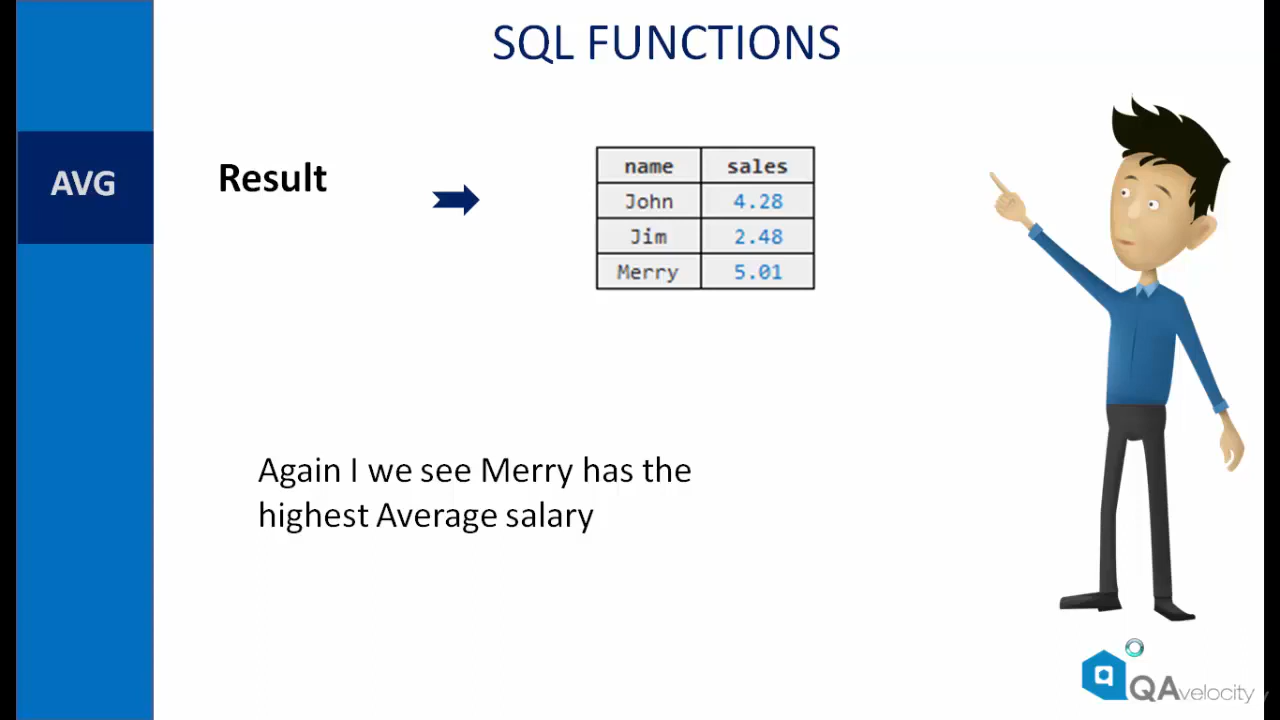 SQL FUNCTIONS
AVG
Result
name sales
John 4.28
Jim 2.48
Merry 5.01
Again I we see Merry has the
highest Average salary
QAvelocity